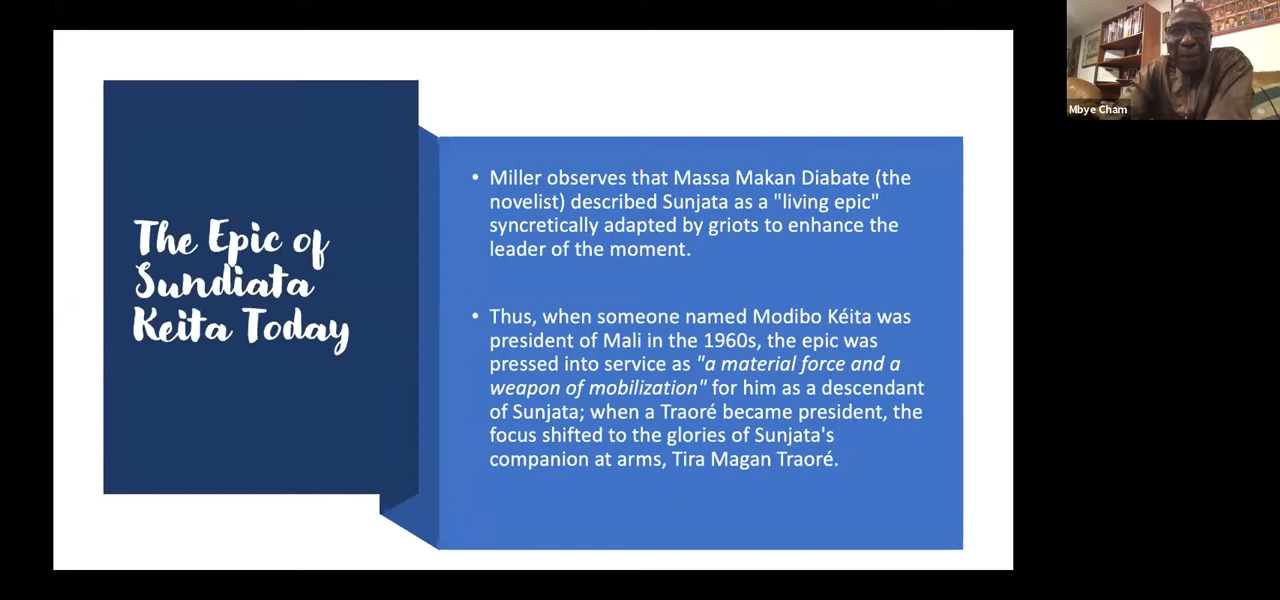 The Epic of
Sundiata
Keita Today
• Miller observes that Massa Makan Diabate (the
novelist) described Sunjata as a "living epic"
syncretically adapted by griots to enhance the
leader of the moment.
• Thus, when someone named Modibo Kéita was
president of Mali in the 1960s, the epic was
pressed into service as "a material force and a
weapon of mobilization" for him as a descendant
of Sunjata; when a Traoré became president, the
focus shifted to the glories of Sunjata's
companion at arms, Tira Magan Traoré.
Mbye Cham